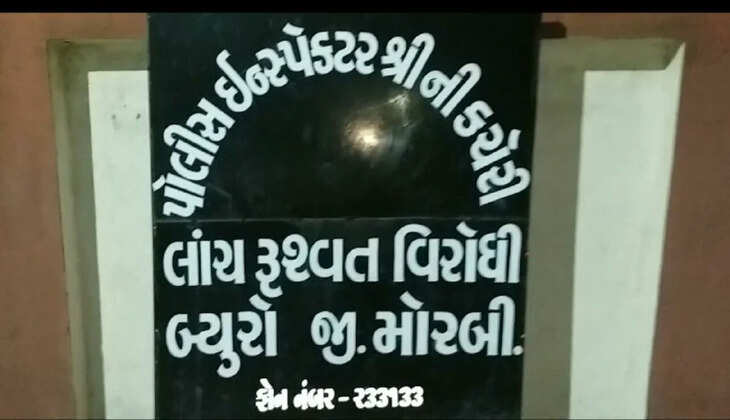 પોલીસ ઈન્સ્પેકટર શ્રી ની કચેરી
લાંચ રૂશ્વત વિરોધી
બ્યુરો જી. મોરબી.
ફોન નંબર - ૨૩૩૧૩૩